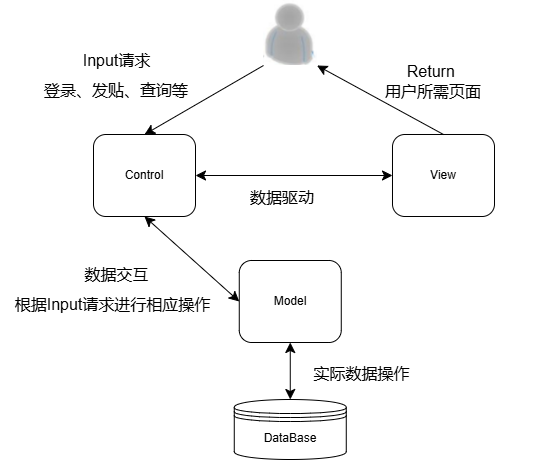 Input请求
登录、发贴、查询等
Return
用户所需页面
Control
View
数据驱动
数据交互
根据Input请求进行相应操作
Model
实际数据操作
DataBase